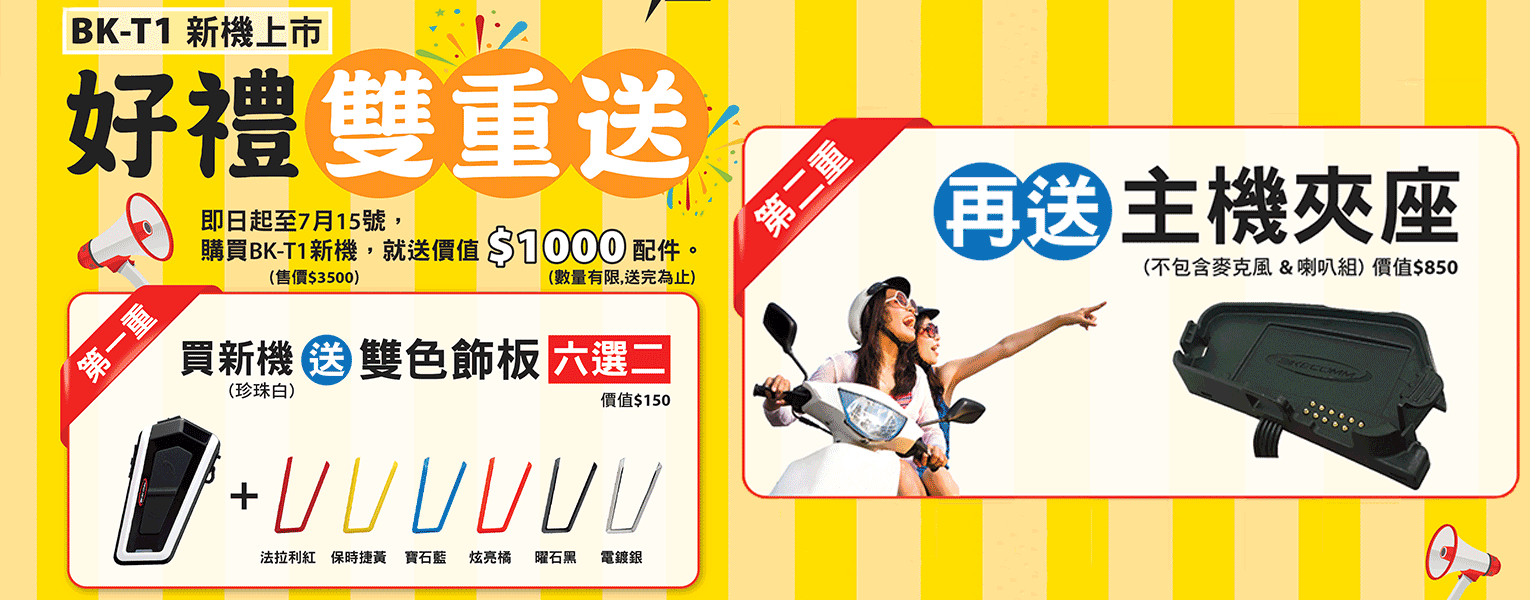 BK-T1 新機上市
好禮雙重送
即日起至7月15號，
購買BK-T1新機，就送價值$1000配件。
(售價$3500)
(數量有限,送完為止)
第一重
買新機送雙色飾板六選二
(珍珠白)
價值$150
+
法拉利紅 保時捷黃 寶石藍 炫亮橘 曜石黑 電鍍銀
第二重
再送主機夾座
(不包含麥克風 & 喇叭組) 價值$850